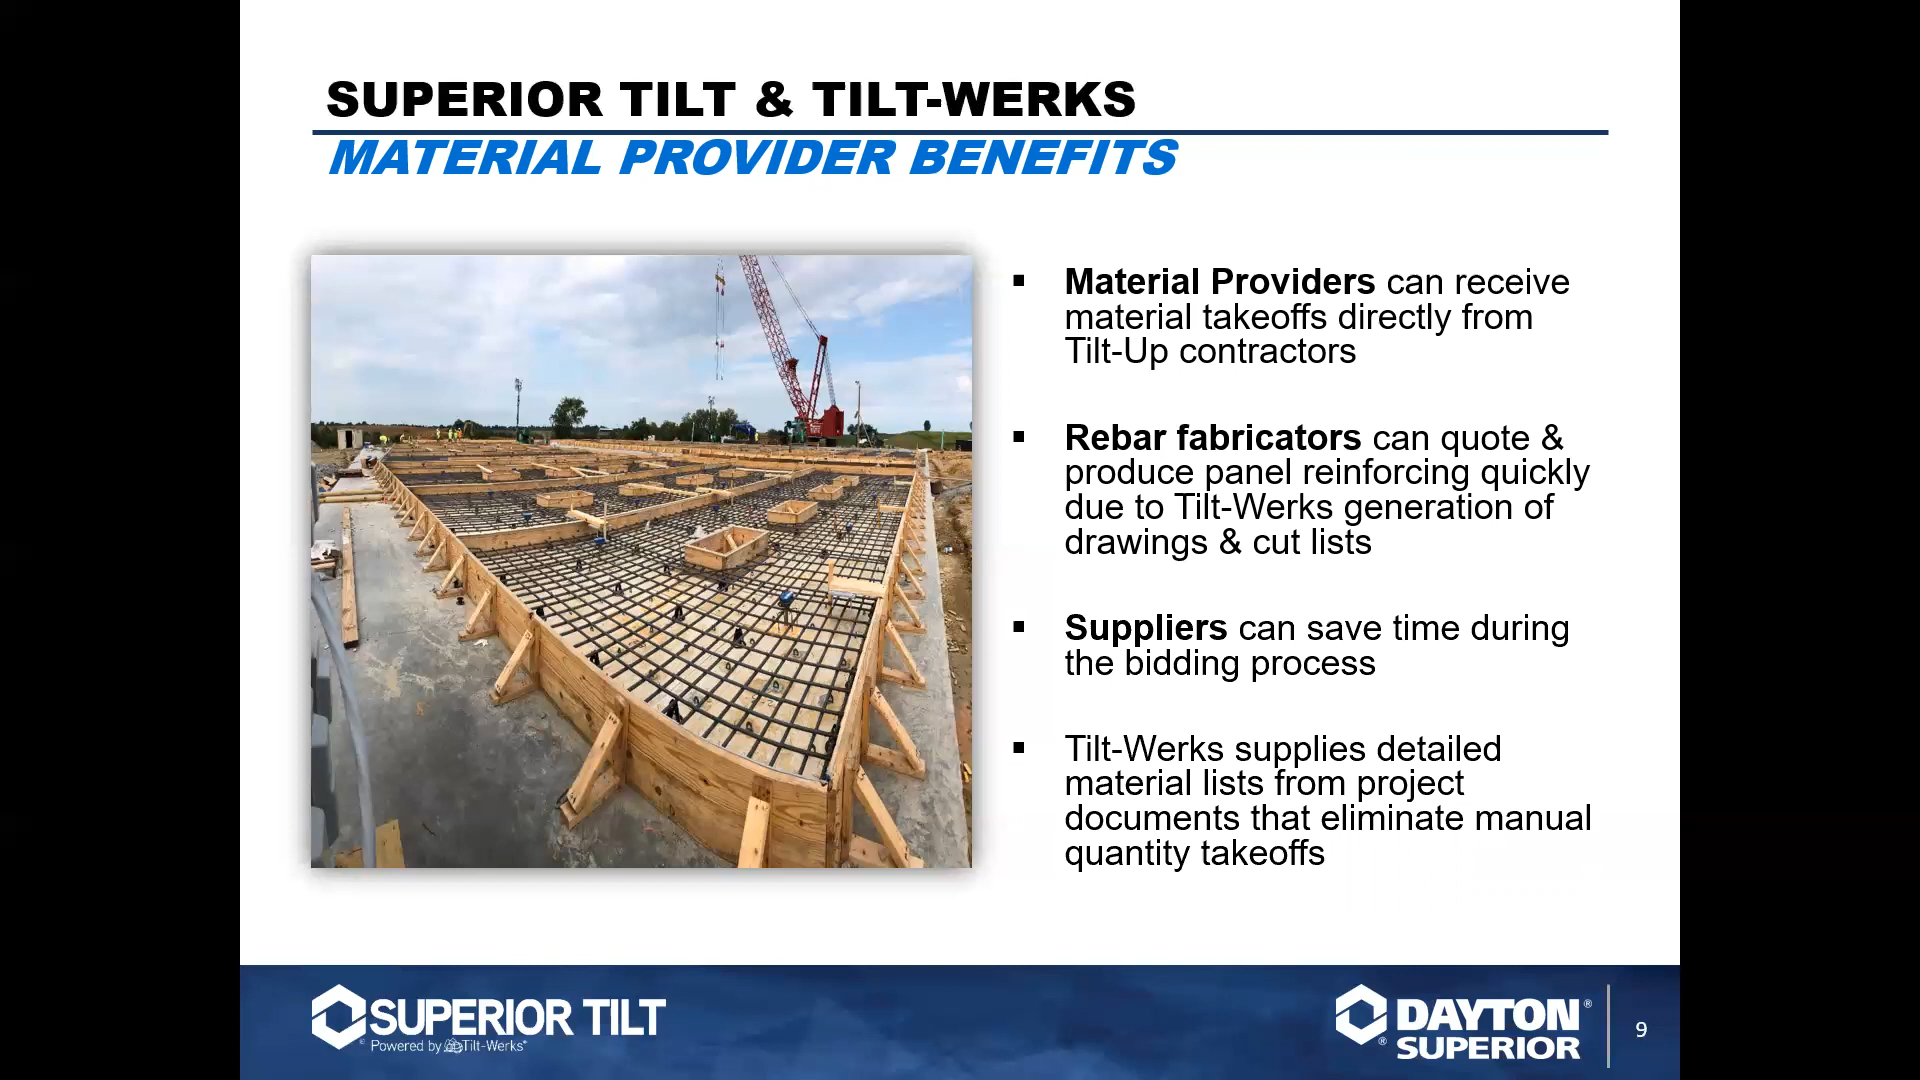 SUPERIOR TILT & TILT-WERKS
MATERIAL PROVIDER BENEFITS
▪ Material Providers can receive
material takeoffs directly from
Tilt-Up contractors
▪ Rebar fabricators can quote &
produce panel reinforcing quickly
due to Tilt-Werks generation of
drawings & cut lists
▪ Suppliers can save time during
the bidding process
▪ Tilt-Werks supplies detailed
material lists from project
documents that eliminate manual
quantity takeoffs
SUPERIOR TILT
Powered by Tilt-Werks®
DAYTON®
SUPERIOR
9